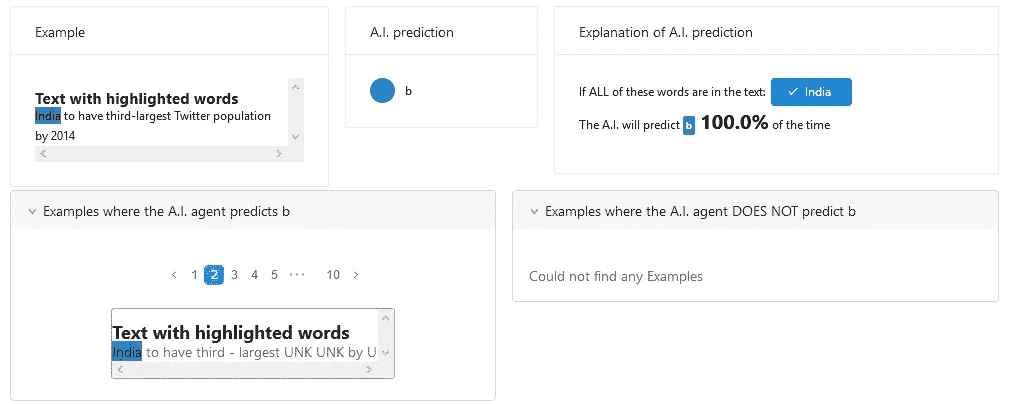 Example
Text with highlighted words
India to have third-largest Twitter population
by 2014
A.I. prediction
b
Explanation of A.I. prediction
If ALL of these words are in the text: ✓ India
The A.I. will predict b 100.0% of the time
Examples where the A.I. agent predicts b
< 1 2 3 4 5 ··· 10 >
Text with highlighted words
India to have third - largest UNK UNK by U
Examples where the A.I. agent DOES NOT predict b
Could not find any Examples